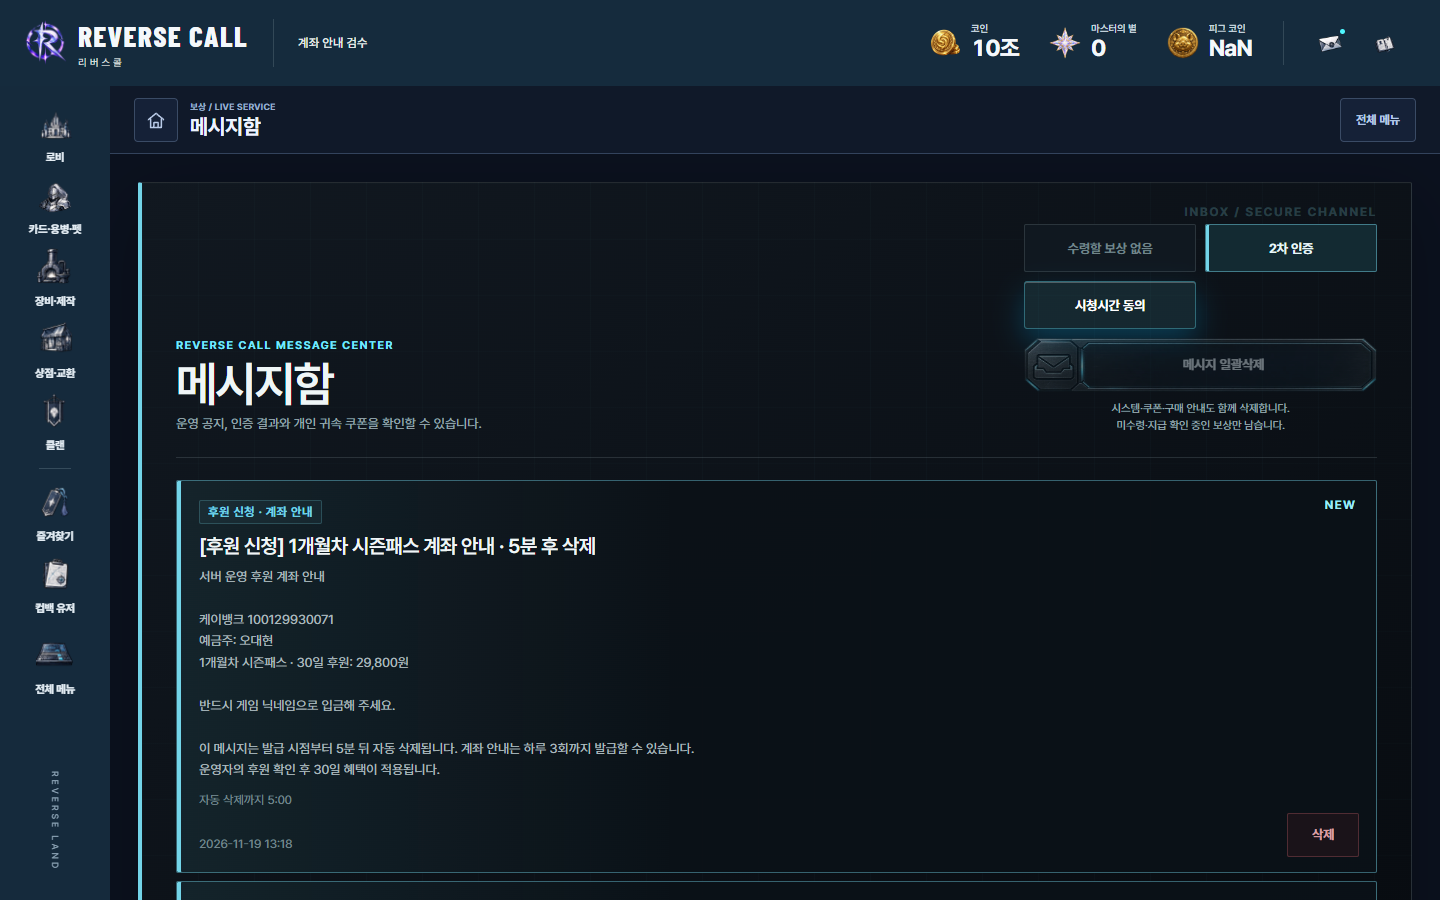 REVERSE CALL
리버스콜
계좌 안내 검수
코인
10조
마스터의 별
0
피그 코인
NaN
로비
카드·용병·펫
장비·제작
상점·교환
클랜
즐겨찾기
컴백 유저
전체 메뉴
REVERSE LAND
보상 / LIVE SERVICE
메시지함
전체 메뉴
INBOX / SECURE CHANNEL
수령할 보상 없음
2차 인증
시청시간 동의
메시지 일괄삭제
시스템·쿠폰·구매 안내도 함께 삭제합니다.
미수령·지급 확인 중인 보상만 남습니다.
REVERSE CALL MESSAGE CENTER
메시지함
운영 공지, 인증 결과와 개인 귀속 쿠폰을 확인할 수 있습니다.
후원 신청 · 계좌 안내
NEW
[후원 신청] 1개월차 시즌패스 계좌 안내 · 5분 후 삭제
서버 운영 후원 계좌 안내
케이뱅크 100129930071
예금주: 오대현
1개월차 시즌패스 · 30일 후원: 29,800원
반드시 게임 닉네임으로 입금해 주세요.
이 메시지는 발급 시점부터 5분 뒤 자동 삭제됩니다. 계좌 안내는 하루 3회까지 발급할 수 있습니다.
운영자의 후원 확인 후 30일 혜택이 적용됩니다.
자동 삭제까지 5:00
2026-11-19 13:18
삭제